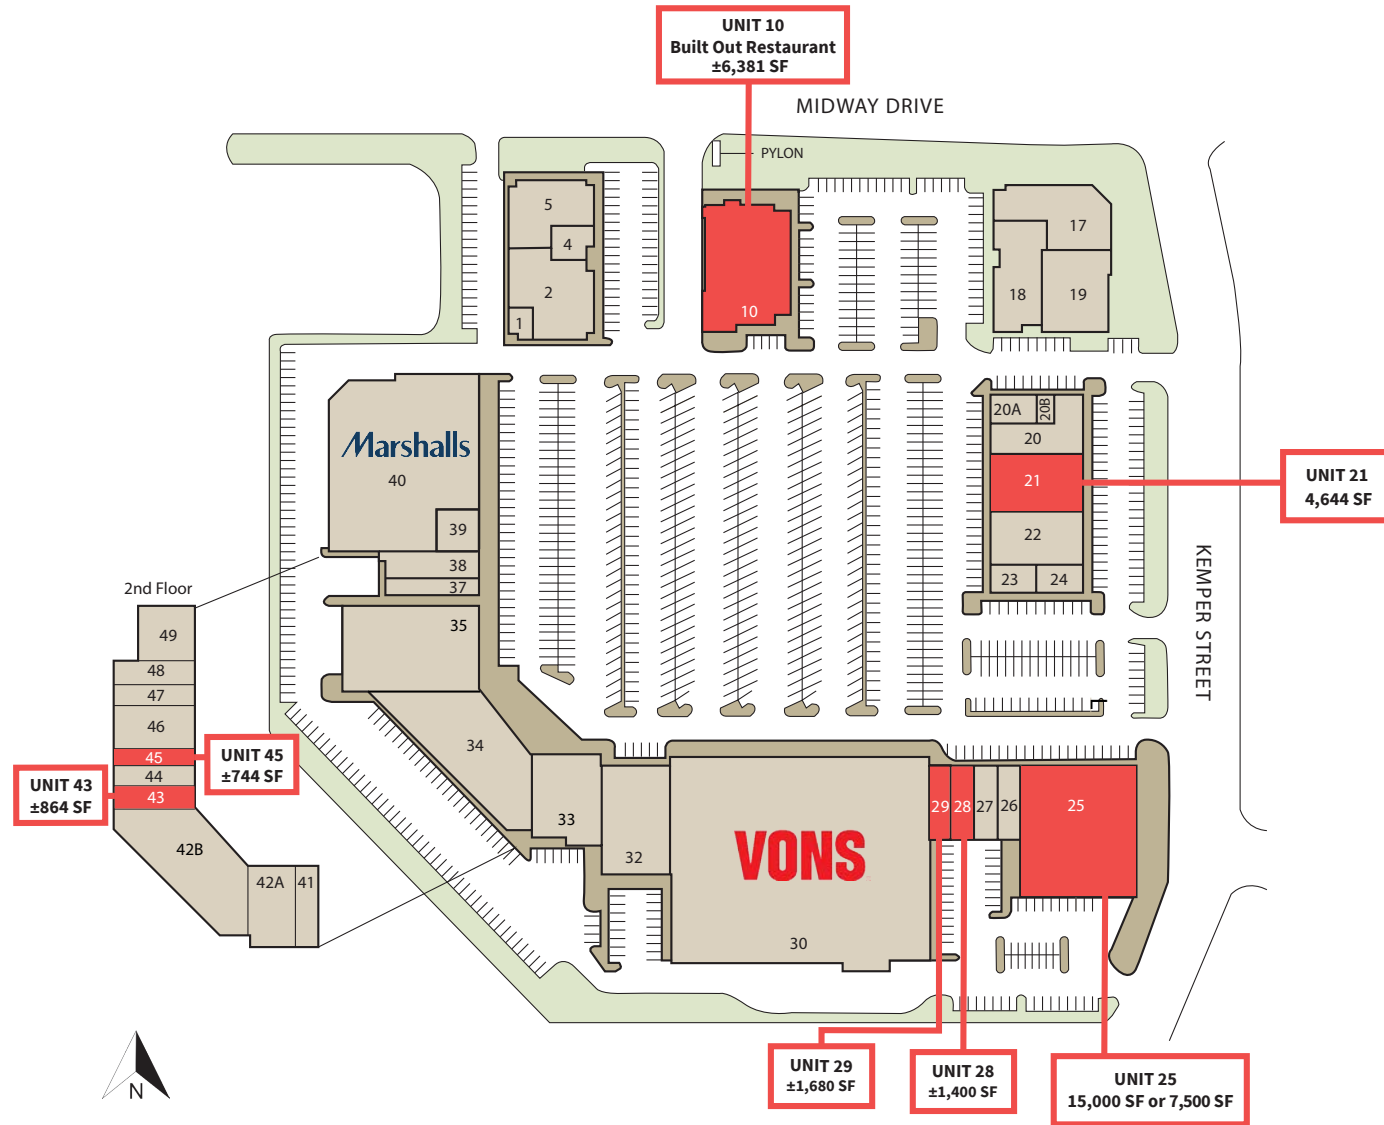 UNIT 10
Built Out Restaurant
±6,381 SF
MIDWAY DRIVE
PYLON
5
4
2
1
10
17
18
19
Marshalls
40
39
38
37
35
20A
20B
20
21
22
23
24
UNIT 21
4,644 SF
KEMPER STREET
2nd Floor
49
48
47
46
45
44
43
42B
42A
41
UNIT 45
±744 SF
UNIT 43
±864 SF
34
33
32
VONS
30
29
28
27
26
25
UNIT 29
±1,680 SF
UNIT 28
±1,400 SF
UNIT 25
15,000 SF or 7,500 SF
N